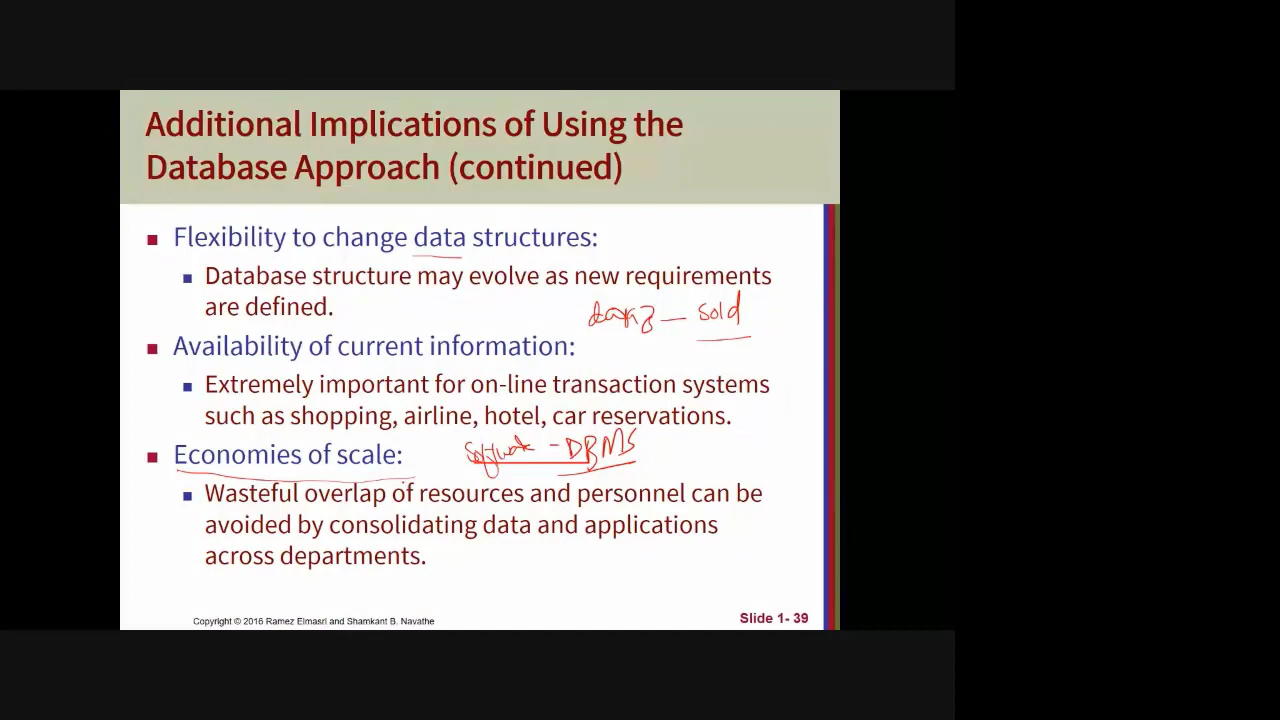 Additional Implications of Using the
Database Approach (continued)
■ Flexibility to change data structures:
■ Database structure may evolve as new requirements
are defined.
— sold
■ Availability of current information:
■ Extremely important for on-line transaction systems
such as shopping, airline, hotel, car reservations.
■ Economies of scale:
Software - DBMS
■ Wasteful overlap of resources and personnel can be
avoided by consolidating data and applications
across departments.
Copyright © 2016 Ramez Elmasri and Shamkant B. Navathe
Slide 1- 39